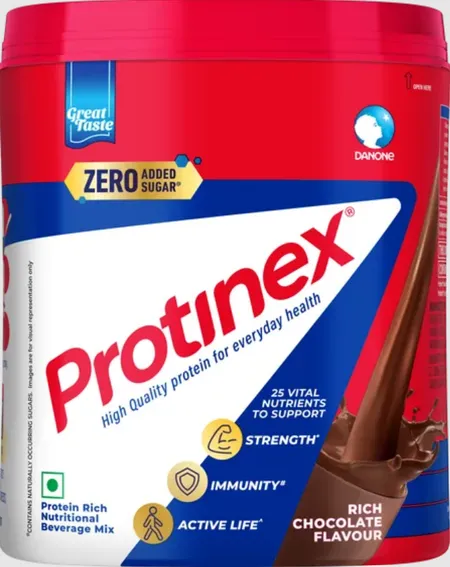 Great
Taste
1 OPEN HERE
DANONE
ZERO ADDED
SUGAR®
Protinex®
High Quality protein for everyday health
25 VITAL
NUTRIENTS
TO SUPPORT
STRENGTH*
IMMUNITY#
ACTIVE LIFE^
Protein Rich
Nutritional
Beverage Mix
RICH
CHOCOLATE
FLAVOUR
*CONTAINS NATURALLY OCCURRING SUGARS. Images are for visual representation only